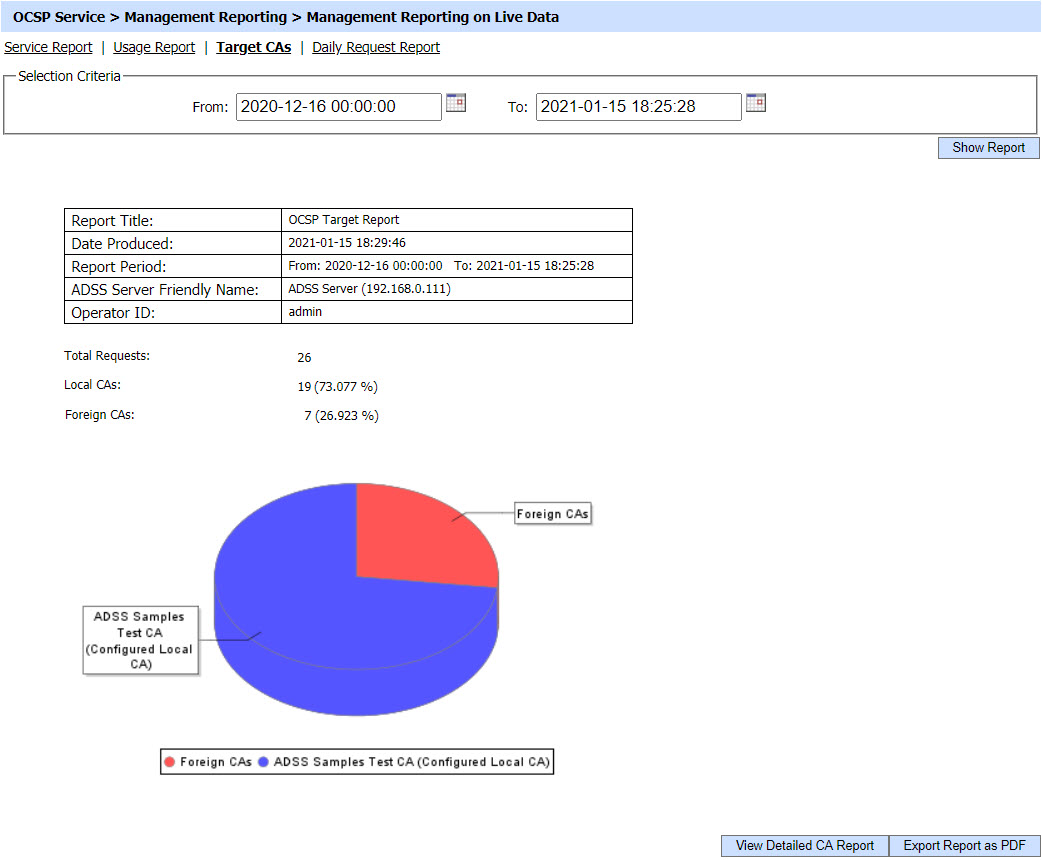 OCSP Service > Management Reporting > Management Reporting on Live Data
Service Report | Usage Report | Target CAs | Daily Request Report
Selection Criteria
From: 2020-12-16 00:00:00 To: 2021-01-15 18:25:28
Show Report
Report Title: OCSP Target Report
Date Produced: 2021-01-15 18:29:46
Report Period: From: 2020-12-16 00:00:00 To: 2021-01-15 18:25:28
ADSS Server Friendly Name: ADSS Server (192.168.0.111)
Operator ID: admin
Total Requests: 26
Local CAs: 19 (73.077 %)
Foreign CAs: 7 (26.923 %)
Foreign CAs
ADSS Samples
Test CA
(Configured Local
CA)
Foreign CAs ADSS Samples Test CA (Configured Local CA)
View Detailed CA Report Export Report as PDF